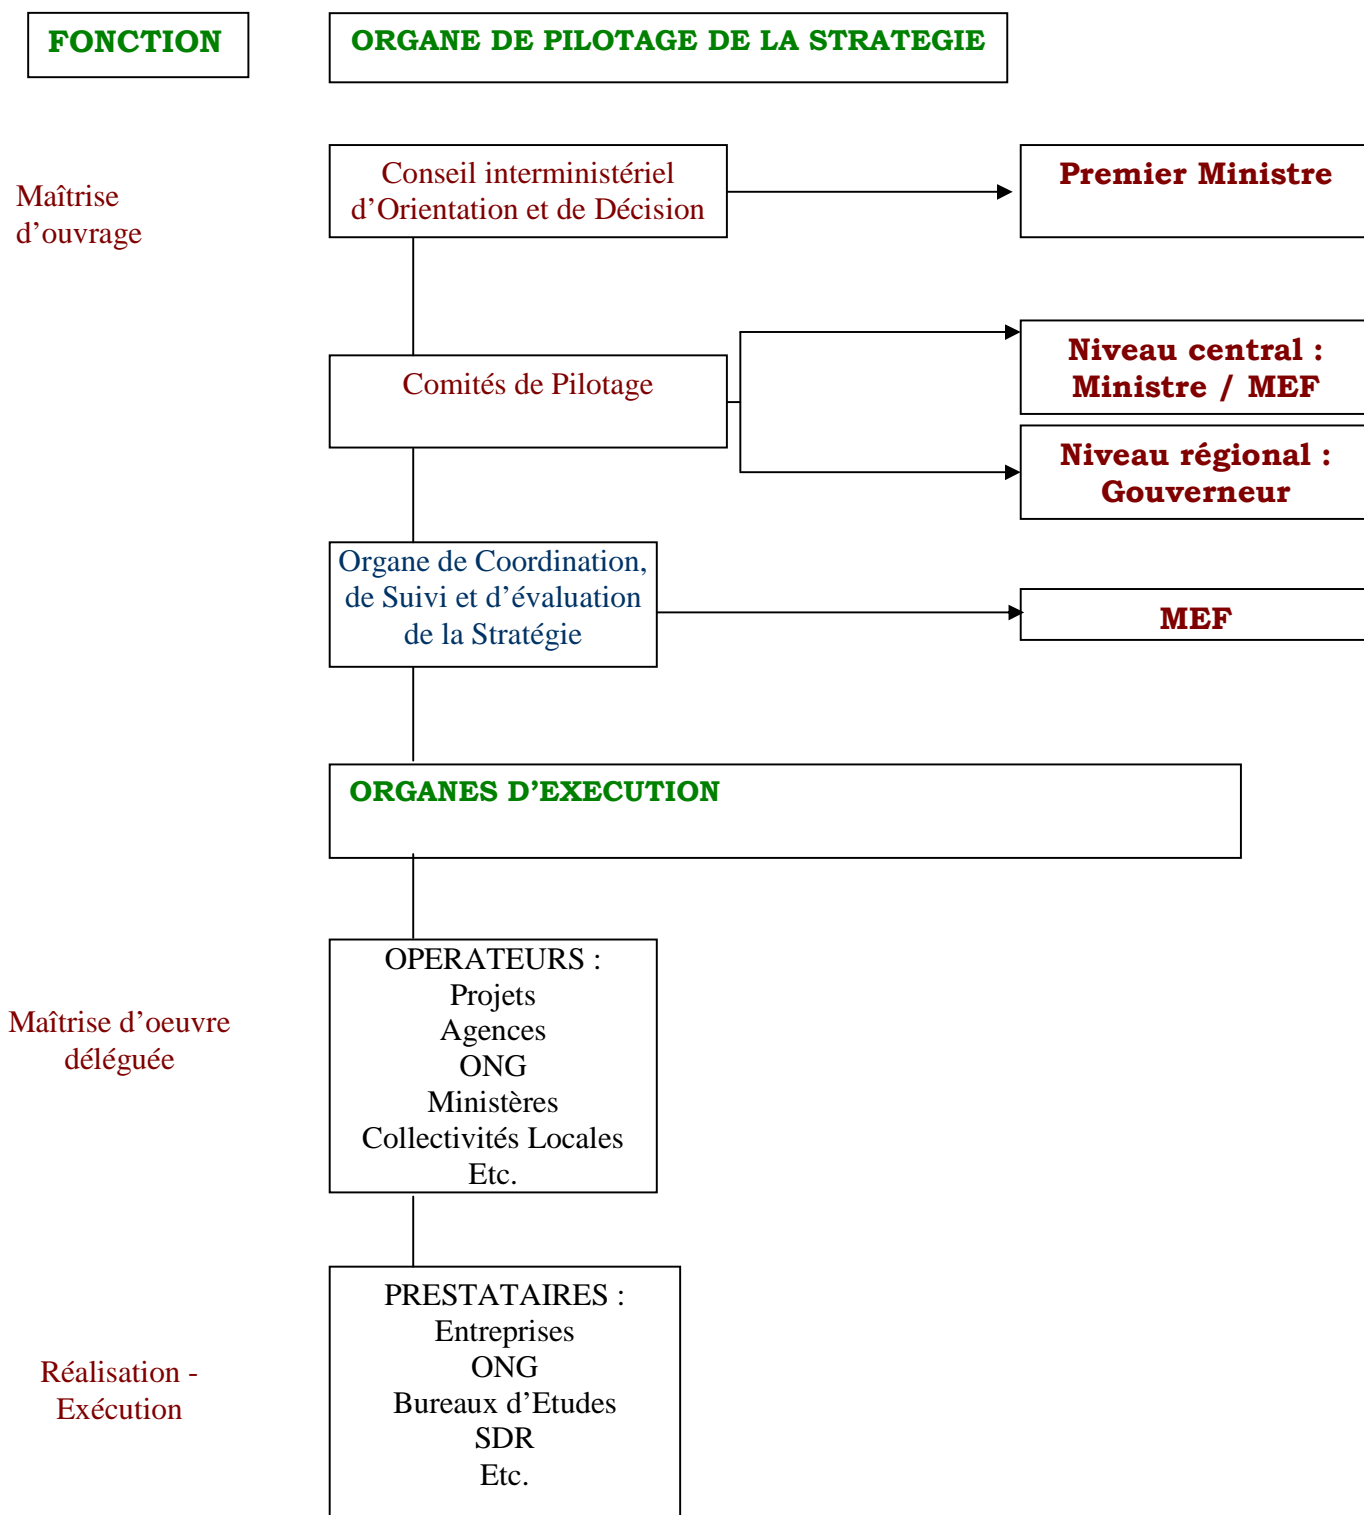 FONCTION
ORGANE DE PILOTAGE DE LA STRATEGIE
Maîtrise
d’ouvrage
Conseil interministériel
d’Orientation et de Décision
Premier Ministre
Comités de Pilotage
Niveau central :
Ministre / MEF
Niveau régional :
Gouverneur
Organe de Coordination,
de Suivi et d’évaluation
de la Stratégie
MEF
ORGANES D’EXECUTION
Maîtrise d’oeuvre
déléguée
OPERATEURS :
Projets
Agences
ONG
Ministères
Collectivités Locales
Etc.
Réalisation -
Exécution
PRESTATAIRES :
Entreprises
ONG
Bureaux d’Etudes
SDR
Etc.